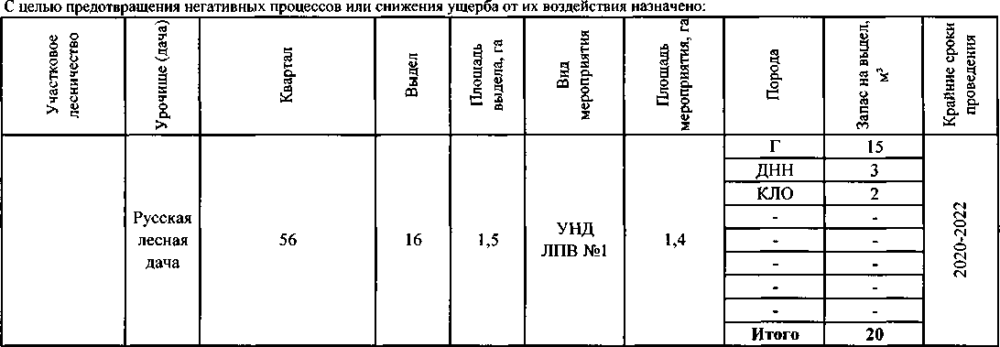 С целью предотвращения негативных процессов или снижения ущерба от их воздействия назначено:
Участковое лесничество | Урочище (дача) | Квартал | Выдел | Площадь выдела, га | Вид мероприятия | Площадь мероприятия, га | Порода | Запас на выдел, м³ | Крайние сроки проведения
Русская лесная дача | 56 | 16 | 1,5 | УНД ЛПВ №1 | 1,4 | Г | 15 | 2020-2022
ДНН | 3
КЛО | 2
- | -
- | -
- | -
- | -
- | -
Итого | 20